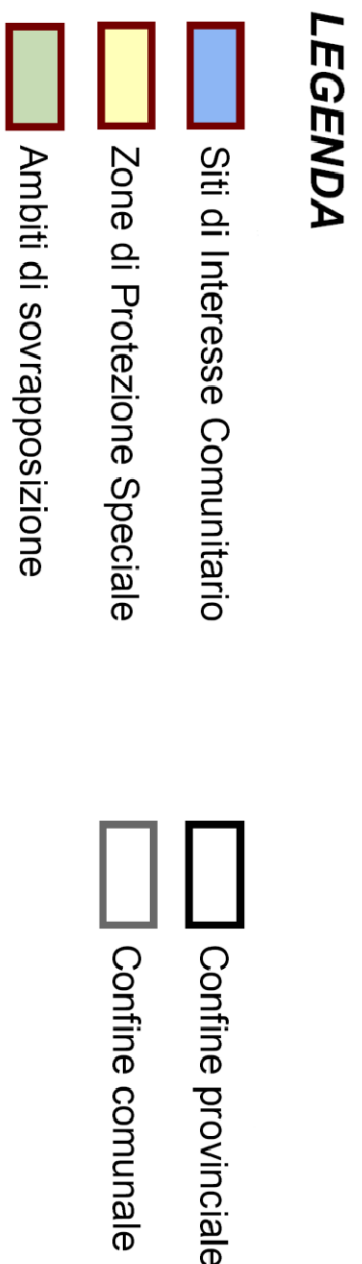 LEGENDA
Siti di Interesse Comunitario
Zone di Protezione Speciale
Ambiti di sovrapposizione
Confine provinciale
Confine comunale